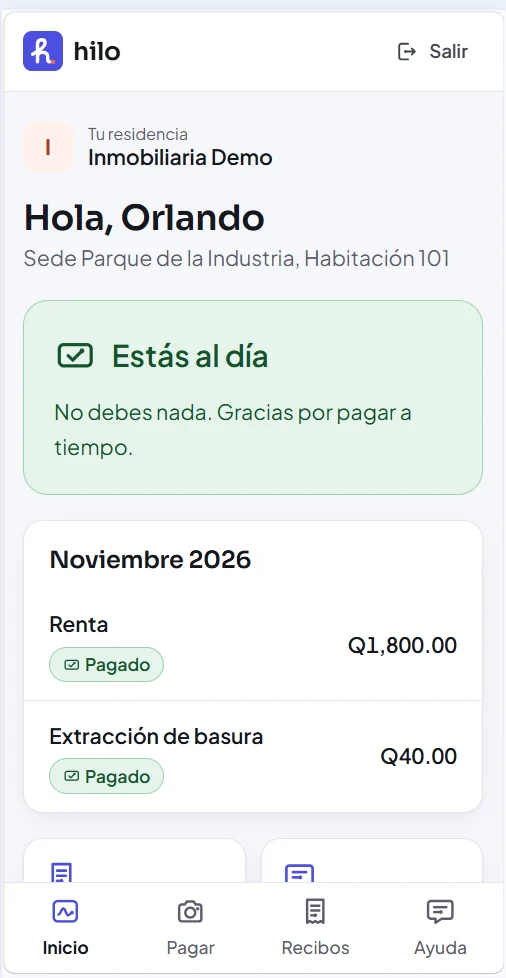 hilo
Salir
I
Tu residencia
Inmobiliaria Demo
Hola, Orlando
Sede Parque de la Industria, Habitación 101
Estás al día
No debes nada. Gracias por pagar a
tiempo.
Noviembre 2026
Renta
Pagado
Q1,800.00
Extracción de basura
Pagado
Q40.00
Inicio
Pagar
Recibos
Ayuda